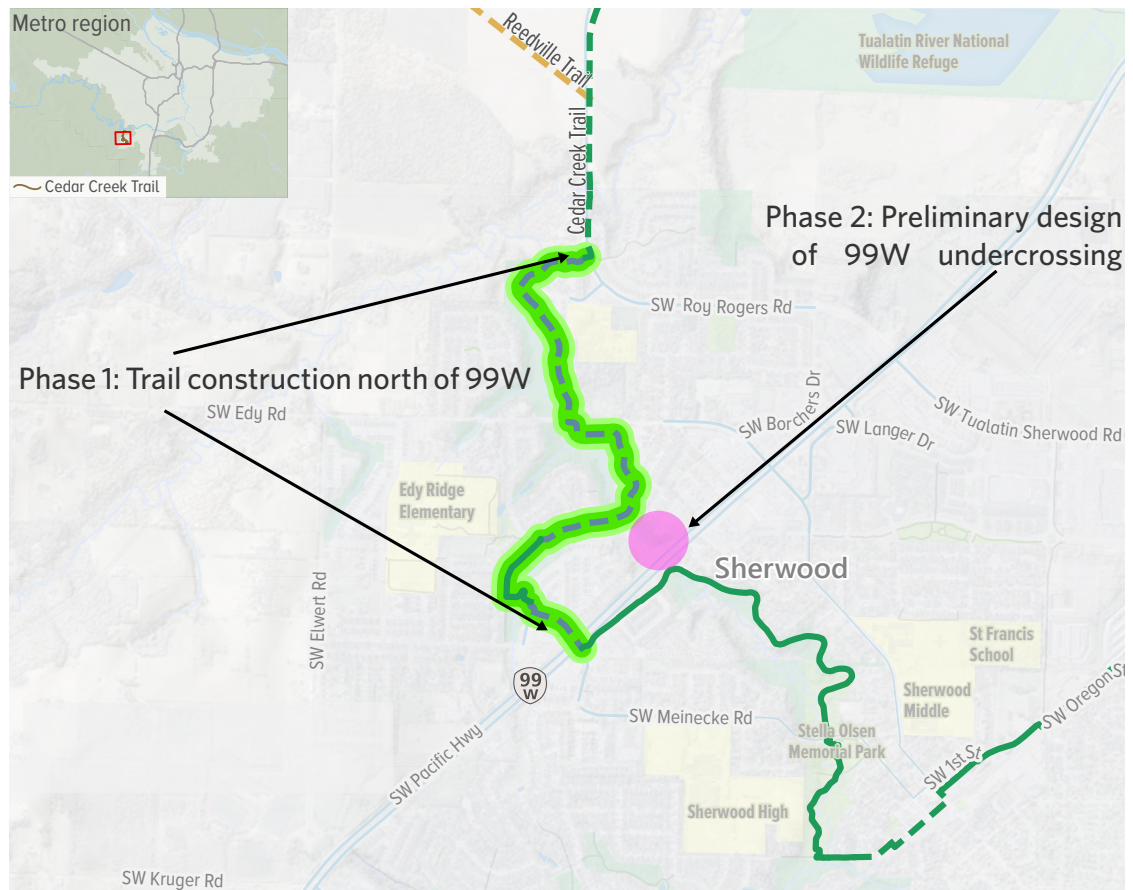 Metro region
Cedar Creek Trail
Reedville Trail
Cedar Creek Trail
Tualatin River National
Wildlife Refuge
Phase 2: Preliminary design
of 99W undercrossing
SW Roy Rogers Rd
Phase 1: Trail construction north of 99W
SW Edy Rd
SW Borchers Dr
SW Langer Dr
SW Tualatin Sherwood Rd
Edy Ridge
Elementary
Sherwood
SW Elwert Rd
St Francis
School
99
W
Sherwood
Middle
SW Oregon St
SW Meinecke Rd
Stella Olsen
Memorial Park
SW Pacific Hwy
SW 1st St
Sherwood High
SW Kruger Rd